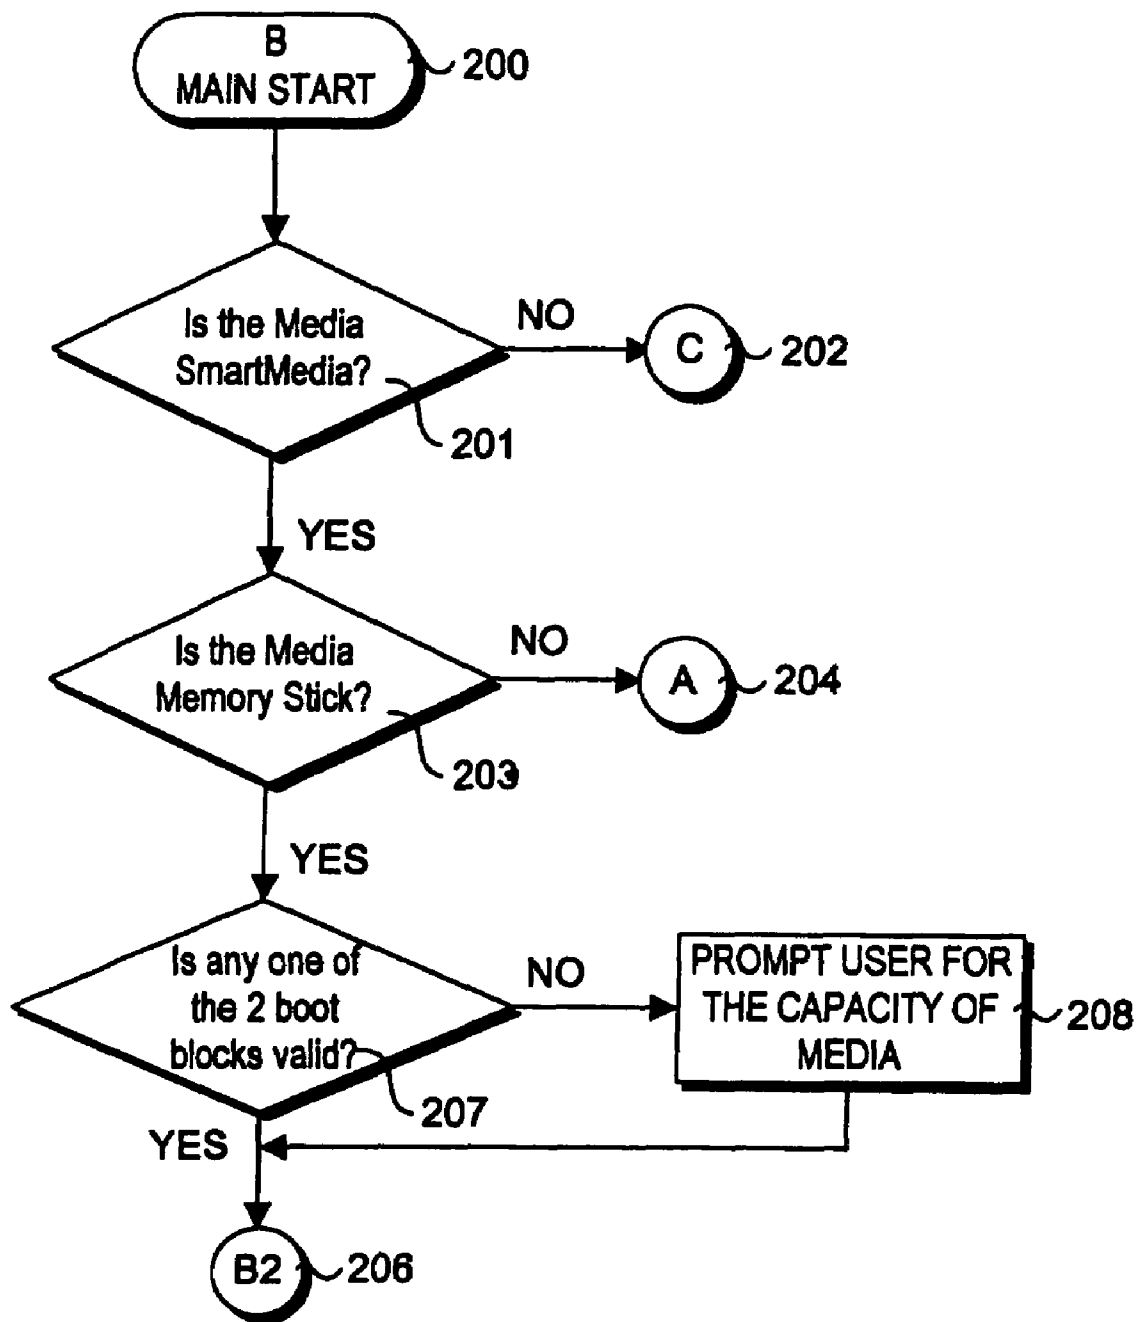 B
MAIN START
200
Is the Media
SmartMedia?
201
NO
C
202
YES
Is the Media
Memory Stick?
203
NO
A
204
YES
Is any one of
the 2 boot
blocks valid?
207
NO
PROMPT USER FOR
THE CAPACITY OF
MEDIA
208
YES
B2
206